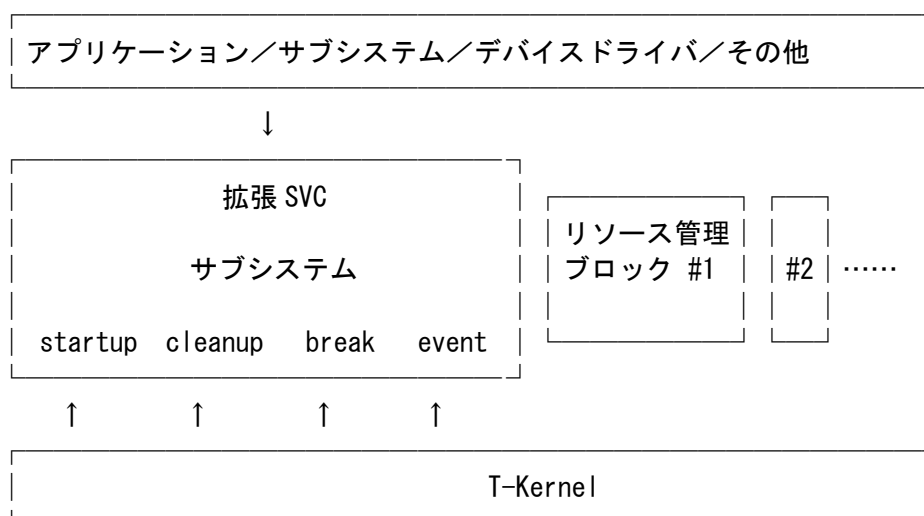 アプリケーション／サブシステム／デバイスドライバ／その他
↓
拡張 SVC
リソース管理
サブシステム
ブロック #1
#2
……
startup cleanup break event
↑ ↑ ↑ ↑
T-Kernel